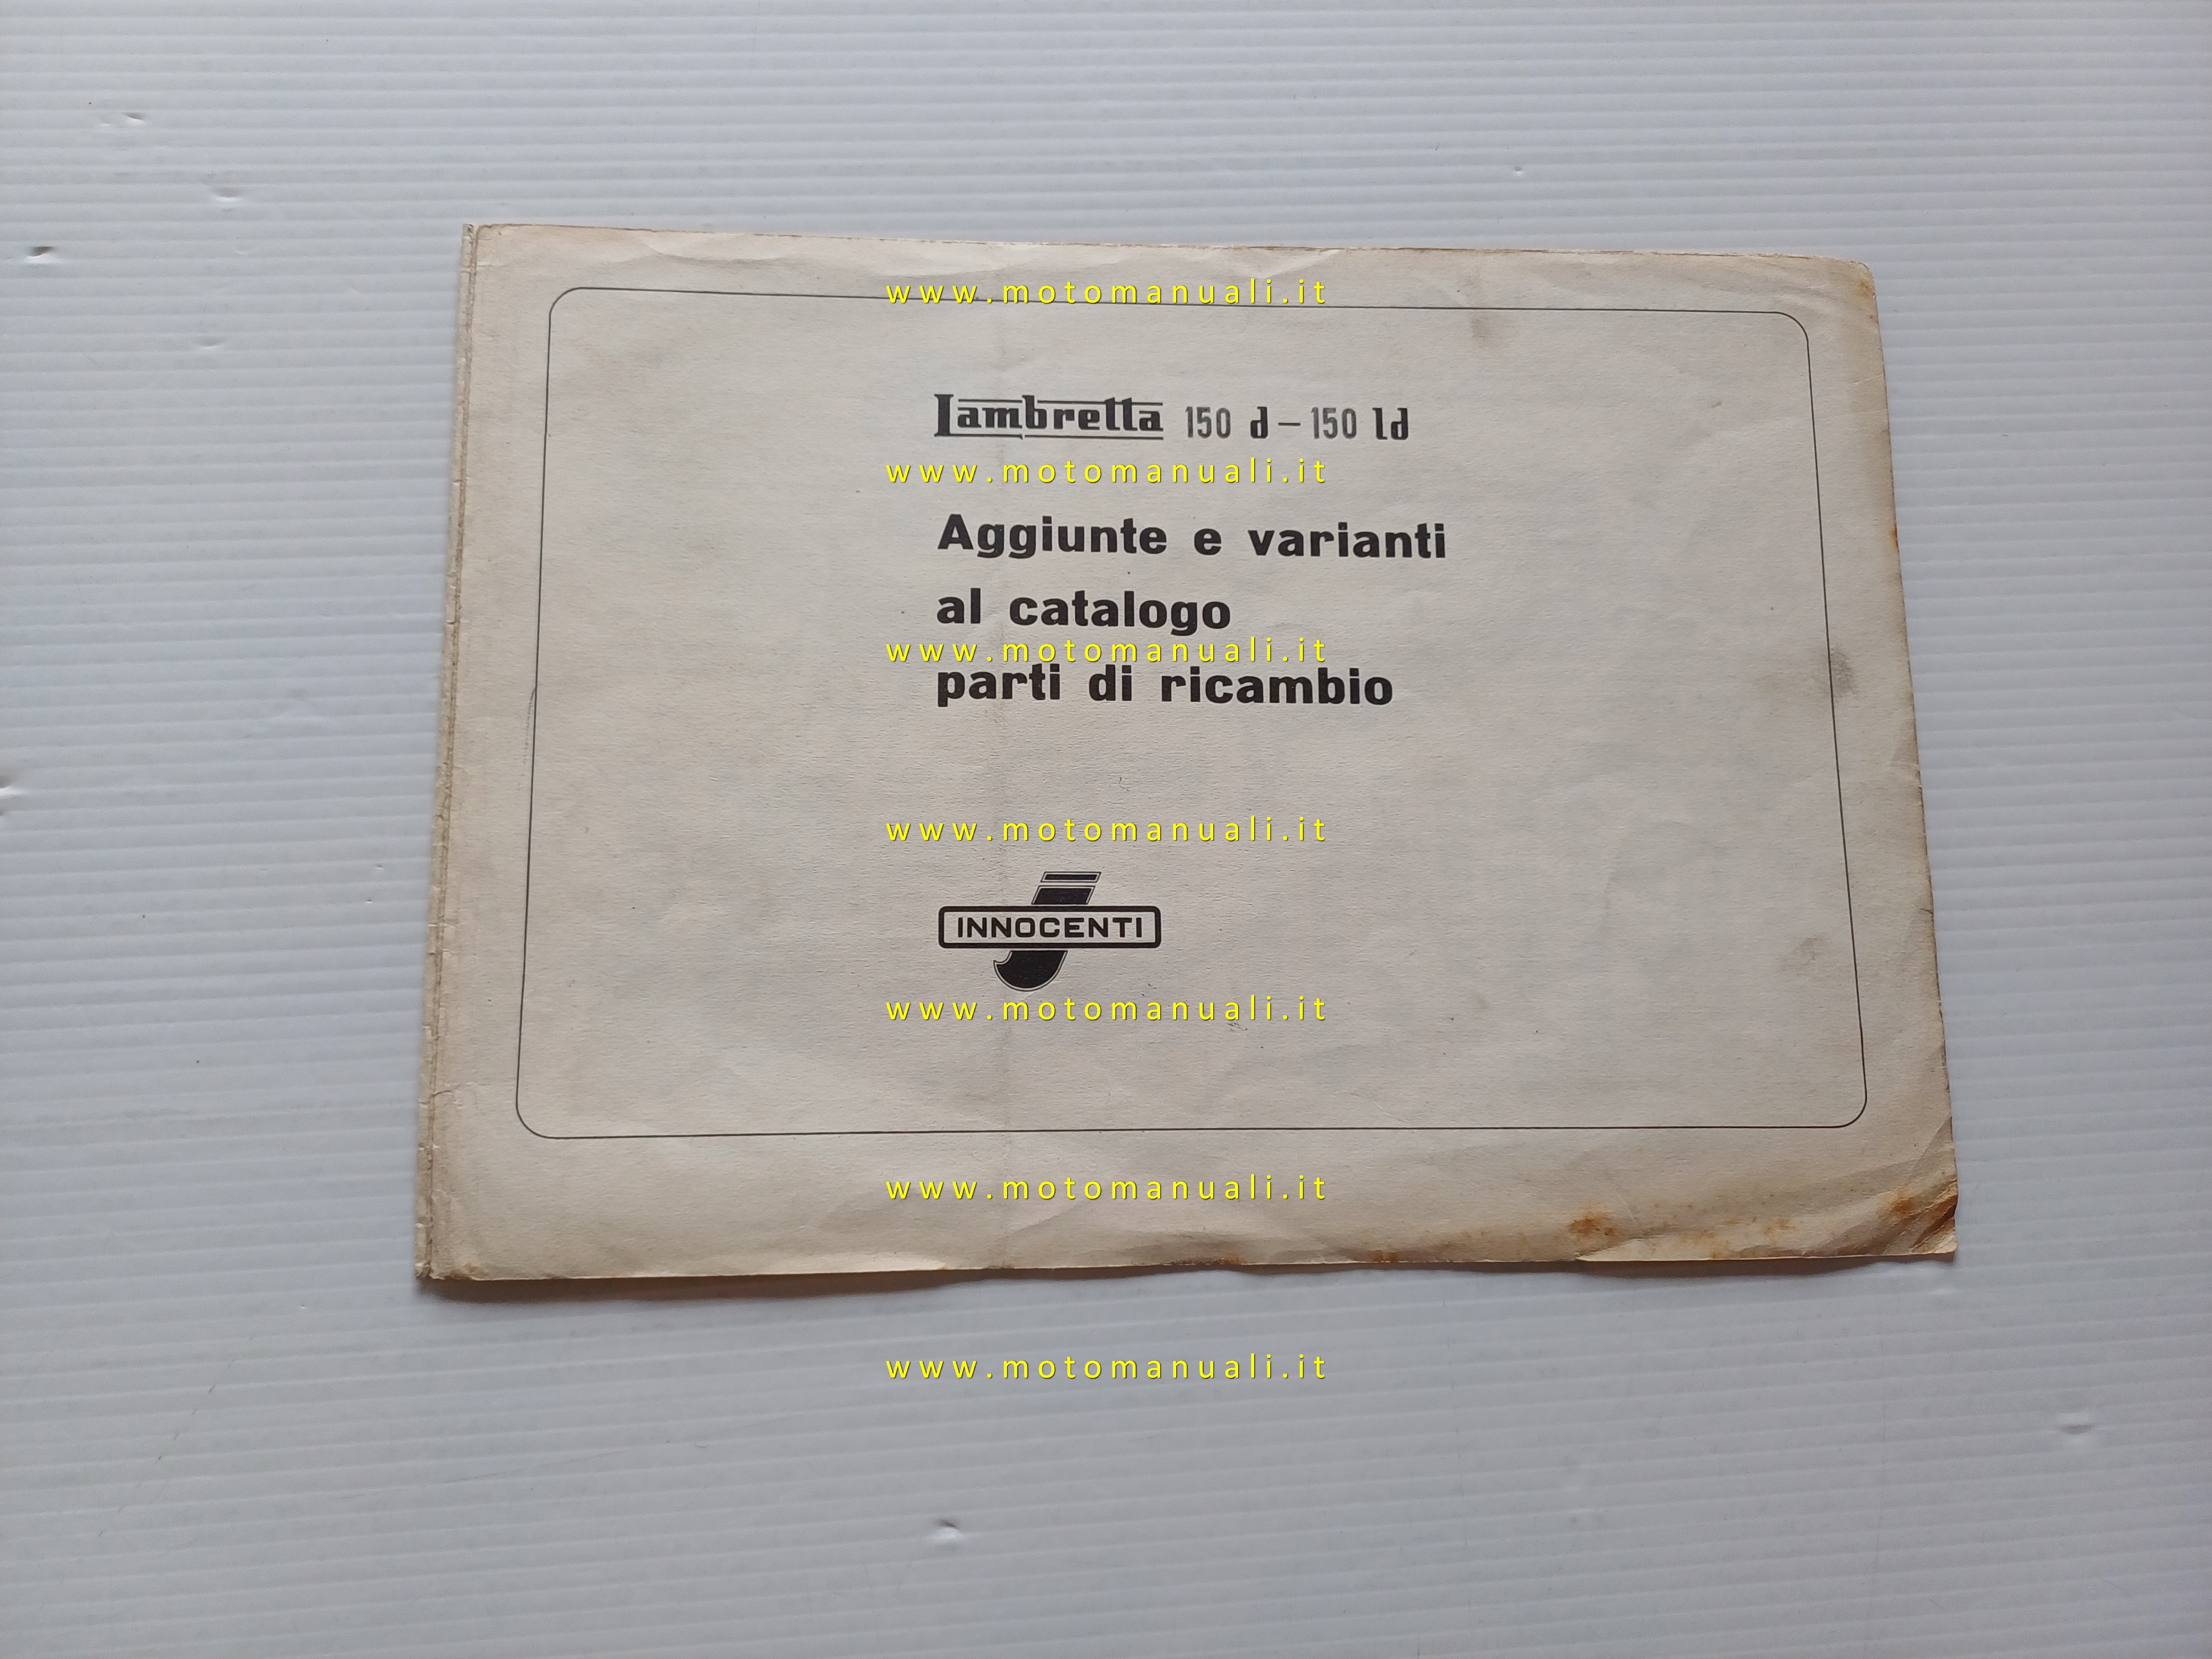 www.motomanuali.it
Lambretta 150 d – 150 ld
www.motomanuali.it
Aggiunte e varianti
al catalogo
www.motomanuali.it
parti di ricambio
www.motomanuali.it
INNOCENTI
www.motomanuali.it
www.motomanuali.it
www.motomanuali.it